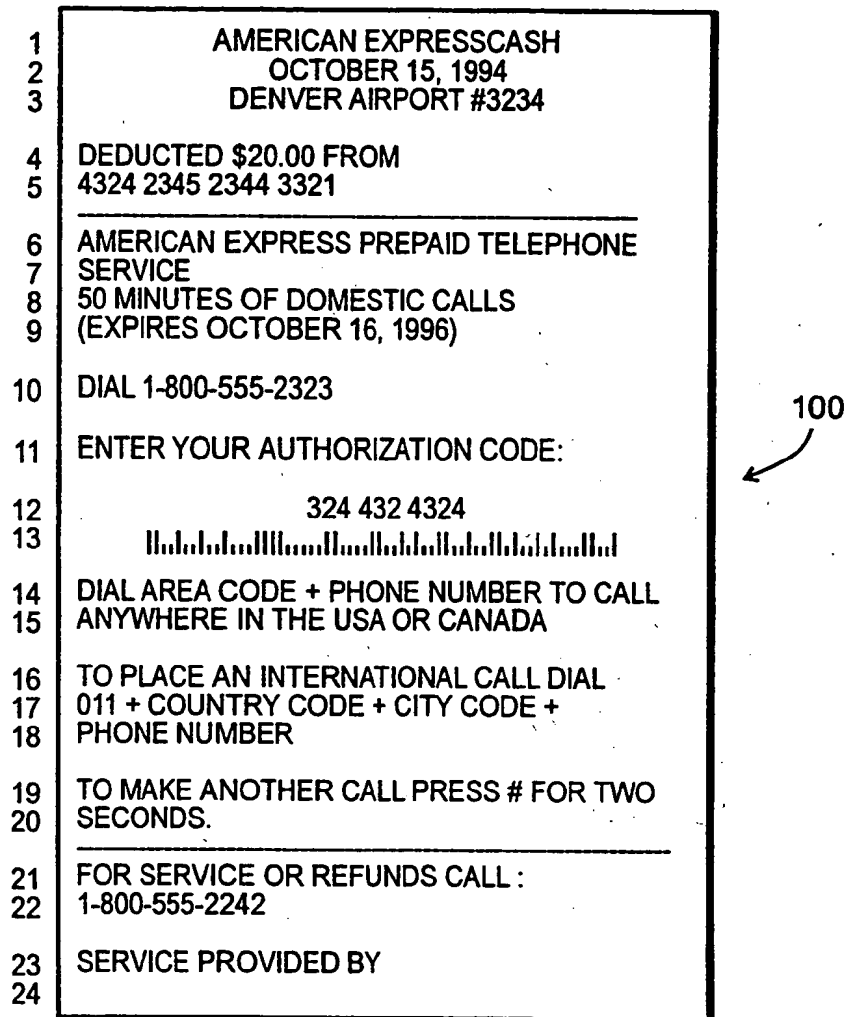 1 AMERICAN EXPRESSCASH
2 OCTOBER 15, 1994
3 DENVER AIRPORT #3234
4 DEDUCTED $20.00 FROM
5 4324 2345 2344 3321
6 AMERICAN EXPRESS PREPAID TELEPHONE
7 SERVICE
8 50 MINUTES OF DOMESTIC CALLS
9 (EXPIRES OCTOBER 16, 1996)
10 DIAL 1-800-555-2323
100
11 ENTER YOUR AUTHORIZATION CODE:
12 324 432 4324
13
14 DIAL AREA CODE + PHONE NUMBER TO CALL
15 ANYWHERE IN THE USA OR CANADA
16 TO PLACE AN INTERNATIONAL CALL DIAL
17 011 + COUNTRY CODE + CITY CODE +
18 PHONE NUMBER
19 TO MAKE ANOTHER CALL PRESS # FOR TWO
20 SECONDS.
21 FOR SERVICE OR REFUNDS CALL :
22 1-800-555-2242
23 SERVICE PROVIDED BY
24